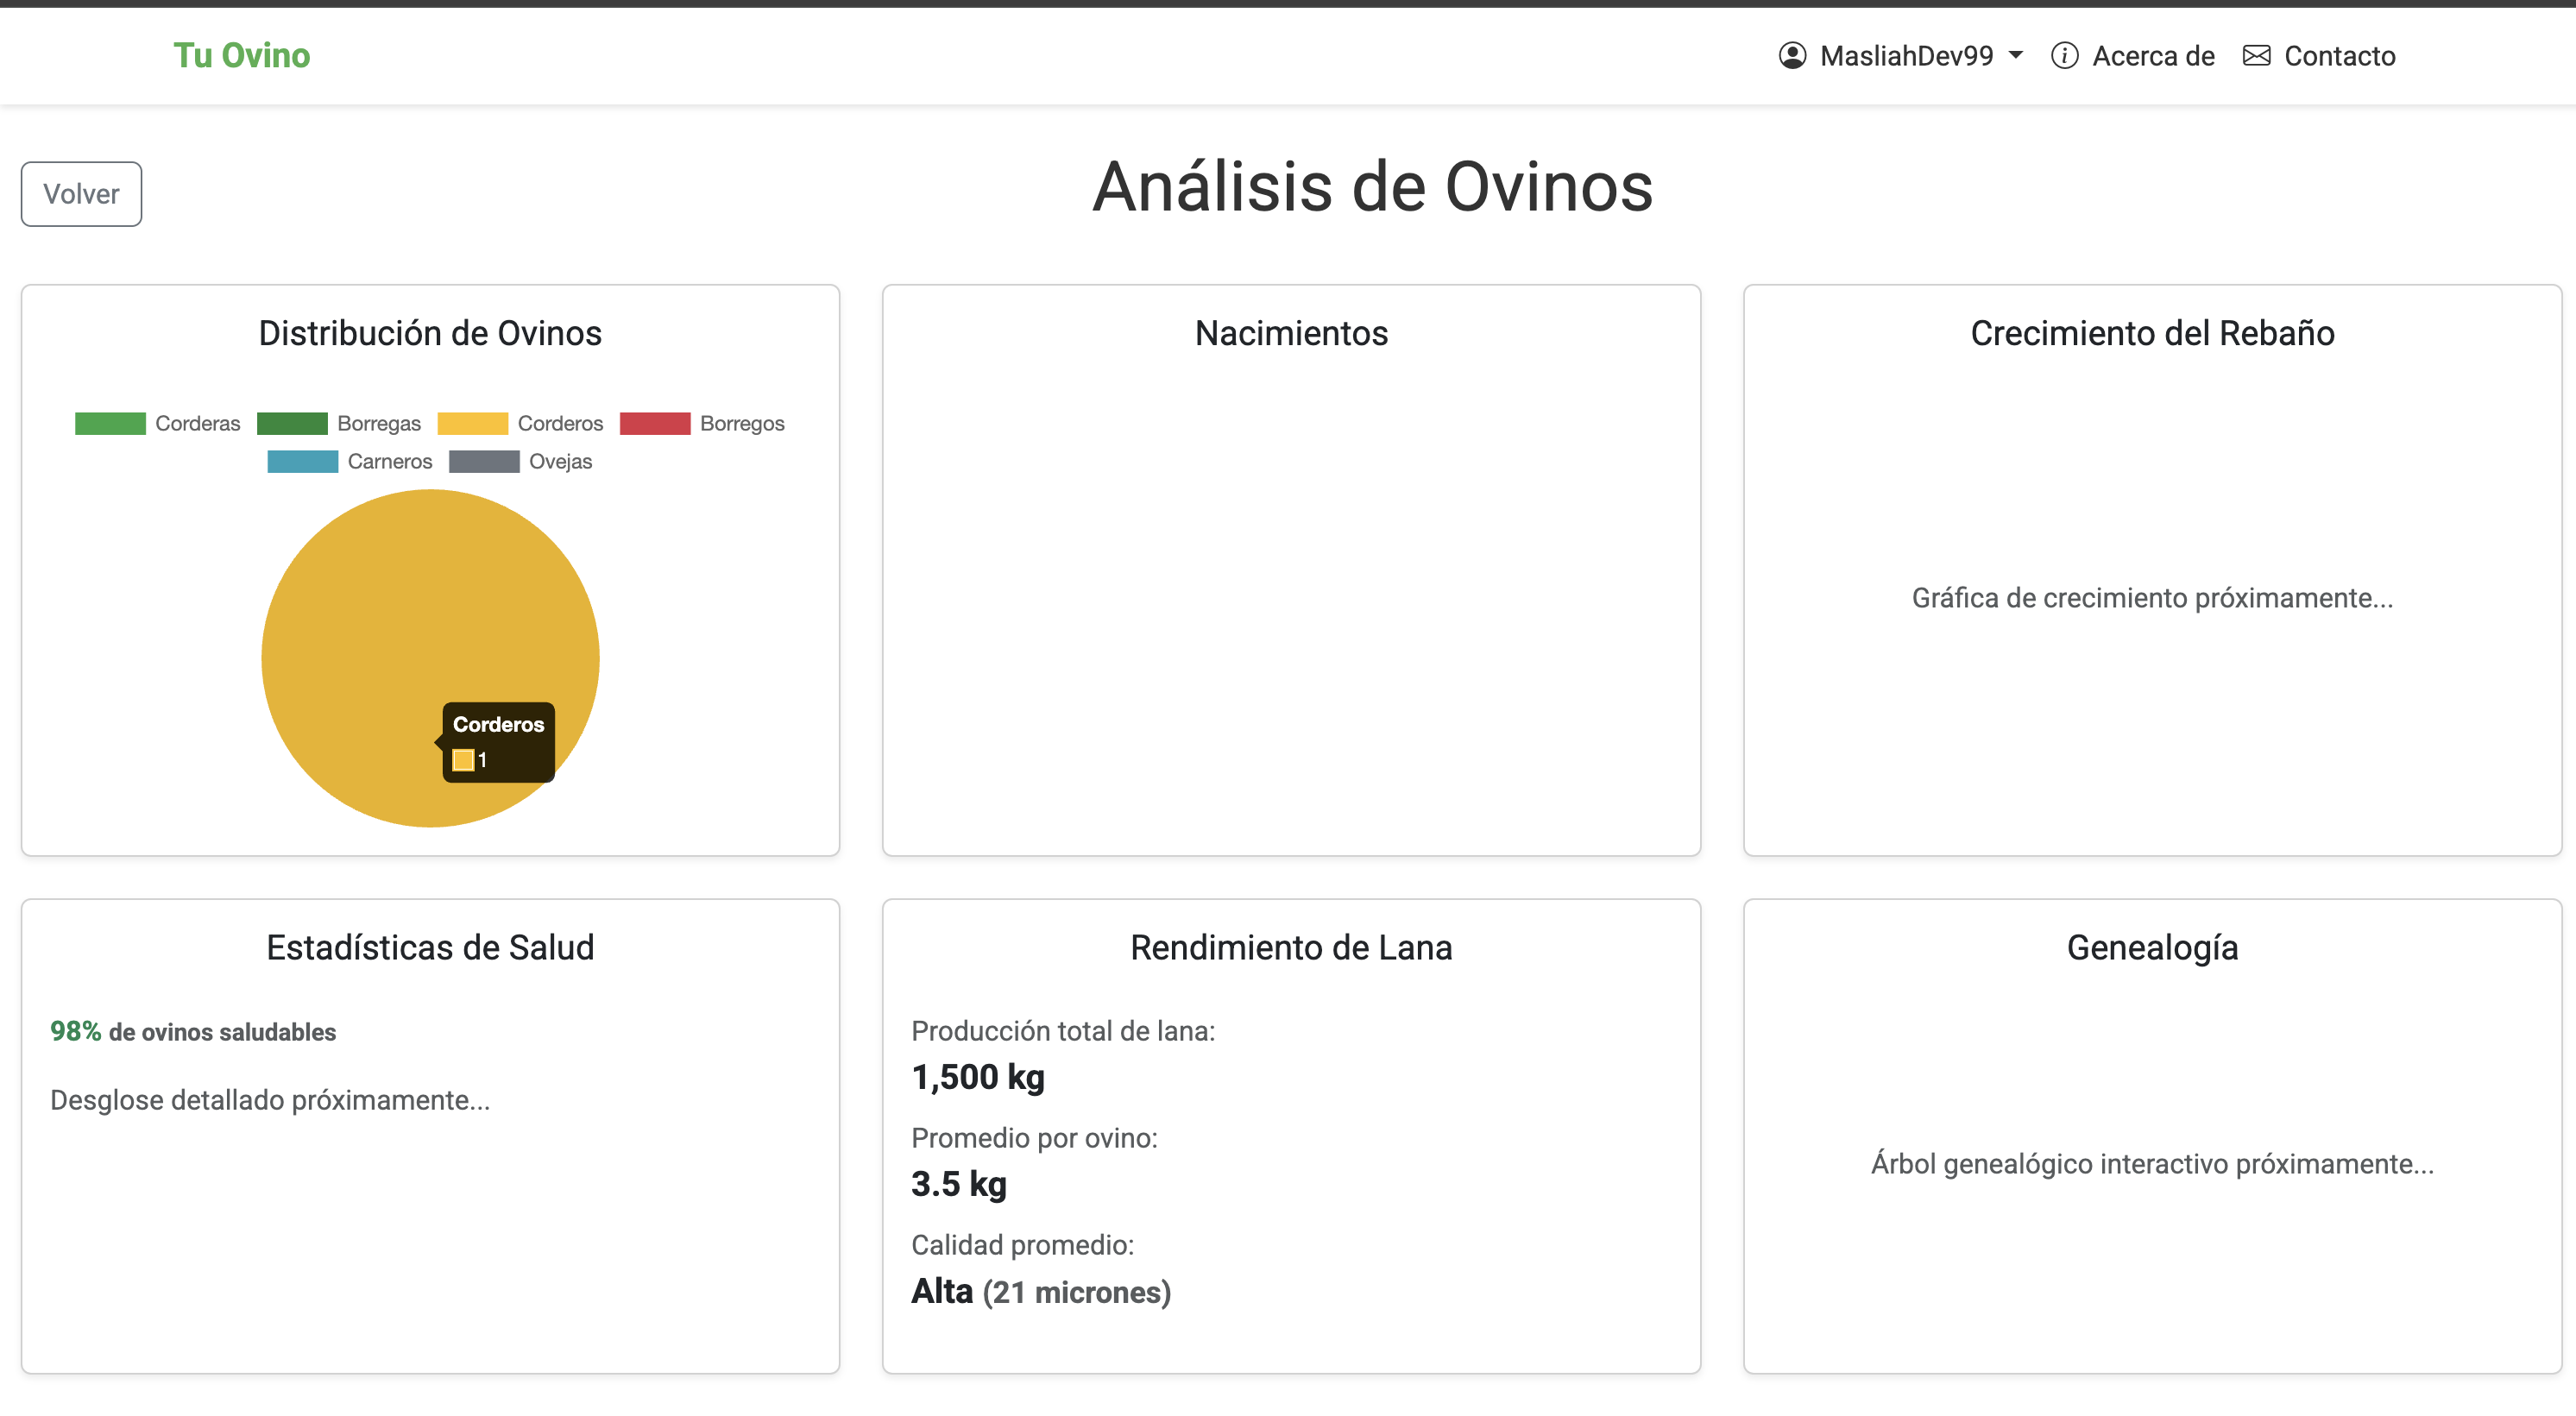 Tu Ovino
MasliahDev99
Acerca de
Contacto
Volver
Análisis de Ovinos
Distribución de Ovinos
Corderas Borregas Corderos Borregos
Carneros Ovejas
Corderos
1
Nacimientos
Crecimiento del Rebaño
Gráfica de crecimiento próximamente...
Estadísticas de Salud
98% de ovinos saludables
Desglose detallado próximamente...
Rendimiento de Lana
Producción total de lana:
1,500 kg
Promedio por ovino:
3.5 kg
Calidad promedio:
Alta (21 micrones)
Genealogía
Árbol genealógico interactivo próximamente...